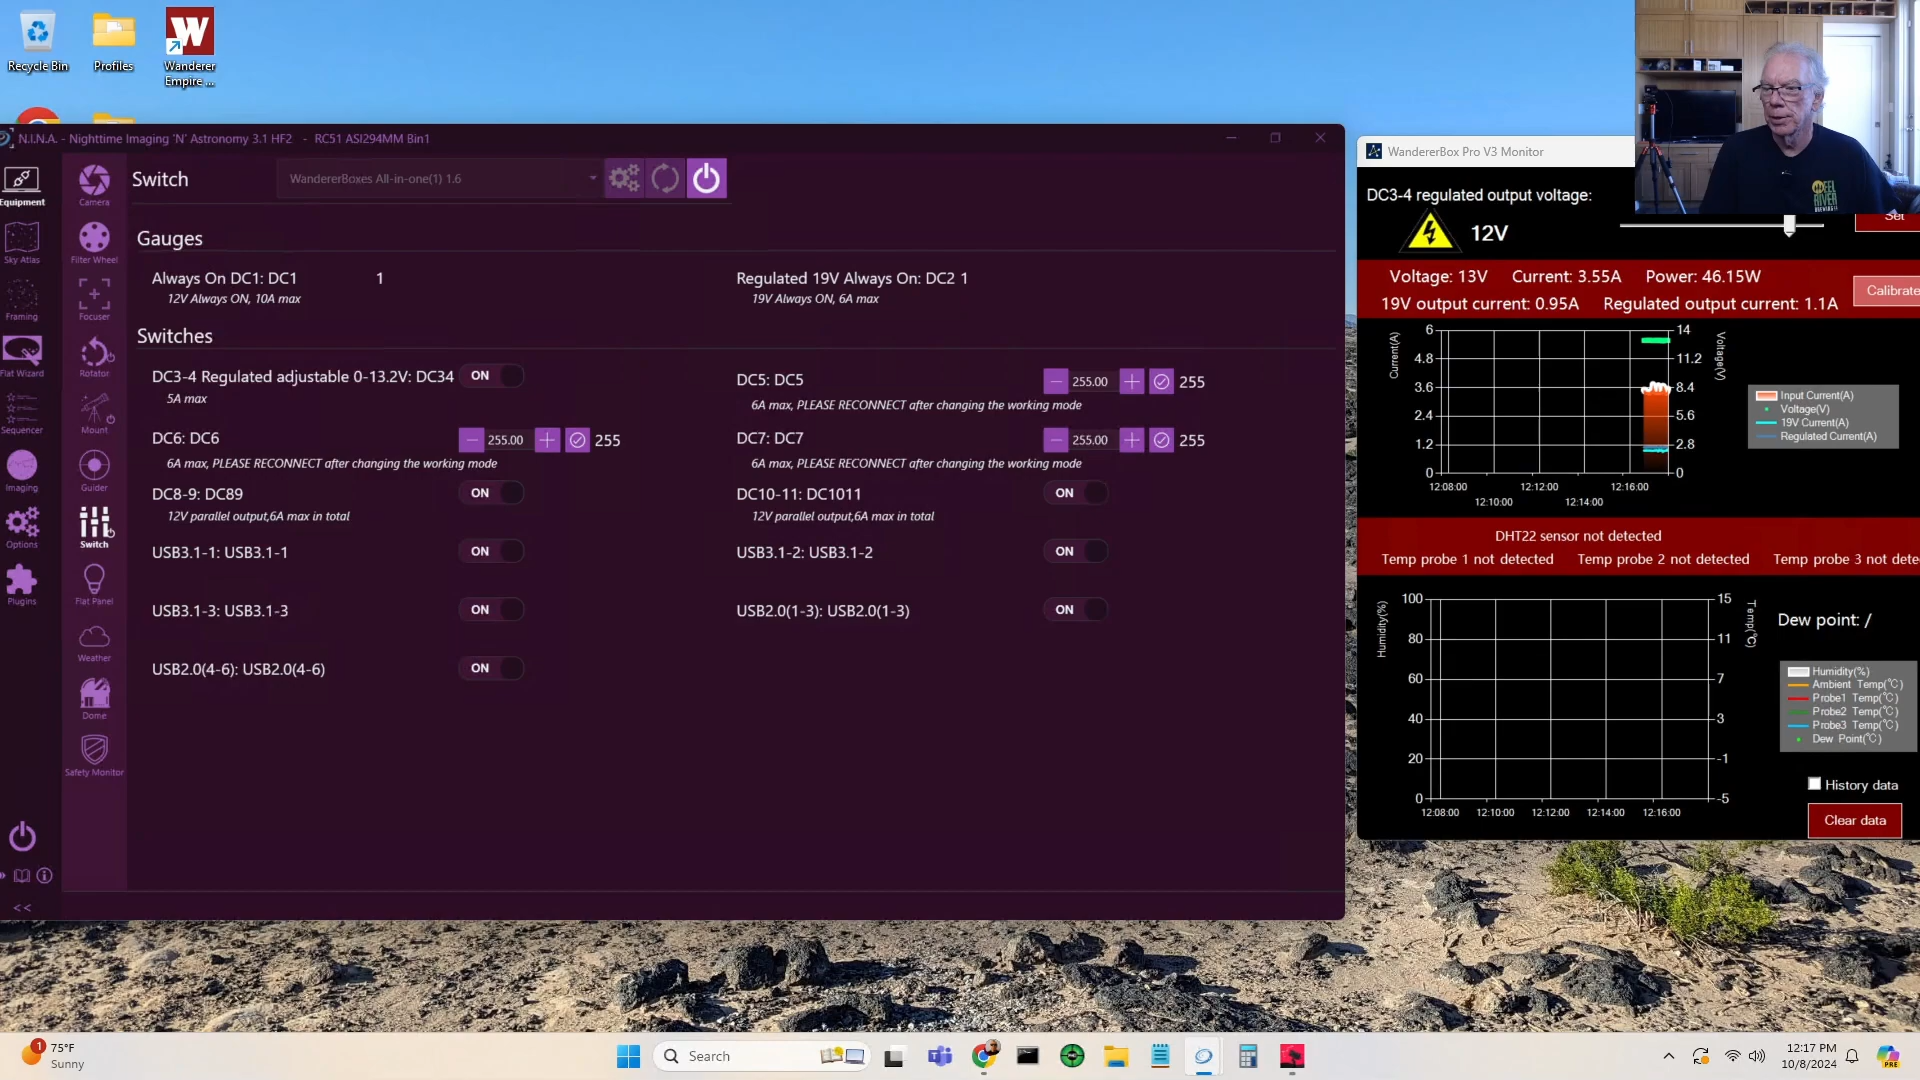 Recycle Bin
Profiles
Wanderer
Empire ...
N.I.N.A. - Nighttime Imaging 'N' Astronomy 3.1 HF2 - RC51 ASI294MM Bin1
Equipment
Sky Atlas
Framing
Flat Wizard
Sequencer
Imaging
Options
Plugins
<<
Camera
Filter Wheel
Focuser
Rotator
Mount
Guider
Switch
Flat Panel
Weather
Dome
Safety Monitor
Switch
WandererBoxes All-in-one(1) 1.6
Gauges
Always On DC1: DC1 1
12V Always ON, 10A max
Regulated 19V Always On: DC2 1
19V Always ON, 6A max
Switches
DC3-4 Regulated adjustable 0-13.2V: DC34 ON
5A max
DC5: DC5 255.00 255
6A max, PLEASE RECONNECT after changing the working mode
DC6: DC6 255.00 255
6A max, PLEASE RECONNECT after changing the working mode
DC7: DC7 255.00 255
6A max, PLEASE RECONNECT after changing the working mode
DC8-9: DC89 ON
12V parallel output,6A max in total
DC10-11: DC1011 ON
12V parallel output,6A max in total
USB3.1-1: USB3.1-1 ON
USB3.1-2: USB3.1-2 ON
USB3.1-3: USB3.1-3 ON
USB2.0(1-3): USB2.0(1-3) ON
USB2.0(4-6): USB2.0(4-6) ON
WandererBox Pro V3 Monitor
DC3-4 regulated output voltage:
12V
Set
Voltage: 13V Current: 3.55A Power: 46.15W
19V output current: 0.95A Regulated output current: 1.1A
Calibrate
Current(A)
6
4.8
3.6
2.4
1.2
0
14
11.2
8.4
5.6
2.8
0
Voltage(V)
12:08:00
12:10:00
12:12:00
12:14:00
12:16:00
Input Current(A)
Voltage(V)
19V Current(A)
Regulated Current(A)
DHT22 sensor not detected
Temp probe 1 not detected Temp probe 2 not detected Temp probe 3 not dete
Humidity(%)
100
80
60
40
20
0
15
11
7
3
-1
-5
Temp(℃)
12:08:00 12:10:00 12:12:00 12:14:00 12:16:00
Dew point: /
Humidity(%)
Ambient Temp(℃)
Probe1 Temp(℃)
Probe2 Temp(℃)
Probe3 Temp(℃)
Dew Point(℃)
History data
Clear data
EEL
RIVER
BREWING
1
75°F
Sunny
Search
12:17 PM
10/8/2024
PRE